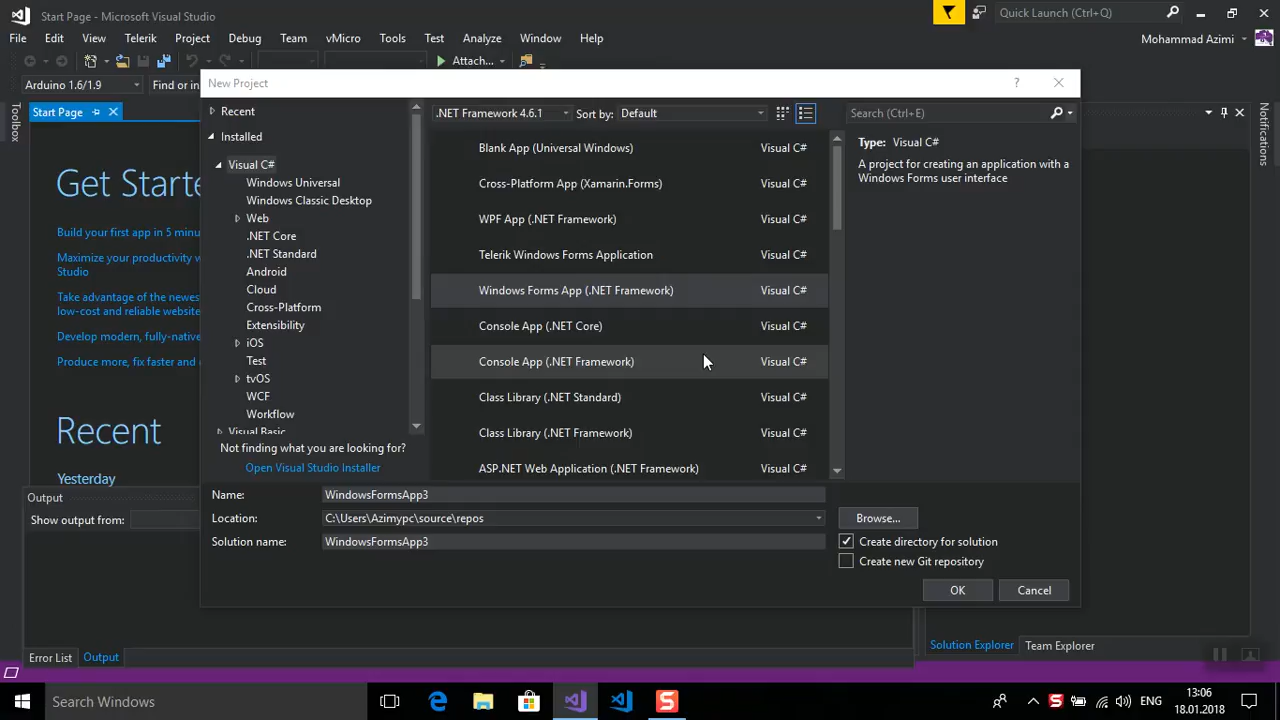 Start Page - Microsoft Visual Studio
Quick Launch (Ctrl+Q)
File Edit View Telerik Project Debug Team vMicro Tools Test Analyze Window Help
Mohammad Azimi
Attach...
Arduino 1.6/1.9
Find or in
Toolbox
Start Page
Notifications
Get Starte
Build your first app in 5 minu
Maximize your productivity w
Studio
Take advantage of the newes
low-cost and reliable website
Develop modern, fully-native
Produce more, fix faster and
Recent
Yesterday
New Project
?
Recent
Installed
Visual C#
Windows Universal
Windows Classic Desktop
Web
.NET Core
.NET Standard
Android
Cloud
Cross-Platform
Extensibility
iOS
Test
tvOS
WCF
Workflow
Visual Basic
Not finding what you are looking for?
Open Visual Studio Installer
.NET Framework 4.6.1
Sort by: Default
Search (Ctrl+E)
Blank App (Universal Windows) Visual C#
Cross-Platform App (Xamarin.Forms) Visual C#
WPF App (.NET Framework) Visual C#
Telerik Windows Forms Application Visual C#
Windows Forms App (.NET Framework) Visual C#
Console App (.NET Core) Visual C#
Console App (.NET Framework) Visual C#
Class Library (.NET Standard) Visual C#
Class Library (.NET Framework) Visual C#
ASP.NET Web Application (.NET Framework) Visual C#
Type: Visual C#
A project for creating an application with a
Windows Forms user interface
Name: WindowsFormsApp3
Location: C:\Users\Azimypc\source\repos
Browse...
Solution name: WindowsFormsApp3
Create directory for solution
Create new Git repository
OK Cancel
Output
Show output from:
Error List Output
Solution Explorer Team Explorer
Search Windows
S
S
ENG
13:06
18.01.2018